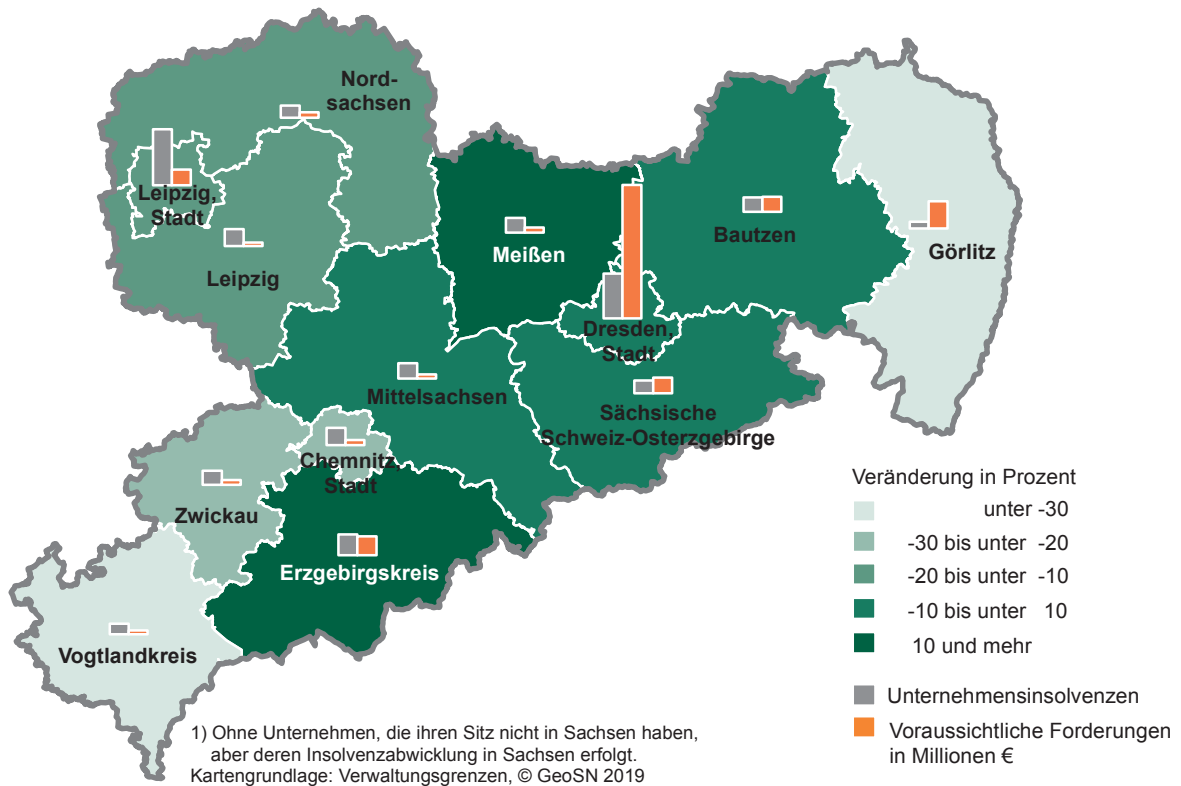 Nord-
sachsen
Leipzig,
Stadt
Leipzig
Meißen
Bautzen
Görlitz
Dresden,
Stadt
Mittelsachsen
Sächsische
Schweiz-Osterzgebirge
Chemnitz,
Stadt
Zwickau
Erzgebirgskreis
Vogtlandkreis
Veränderung in Prozent
unter -30
-30 bis unter -20
-20 bis unter -10
-10 bis unter 10
10 und mehr
Unternehmensinsolvenzen
Voraussichtliche Forderungen
in Millionen €
1) Ohne Unternehmen, die ihren Sitz nicht in Sachsen haben,
aber deren Insolvenzabwicklung in Sachsen erfolgt.
Kartengrundlage: Verwaltungsgrenzen, © GeoSN 2019